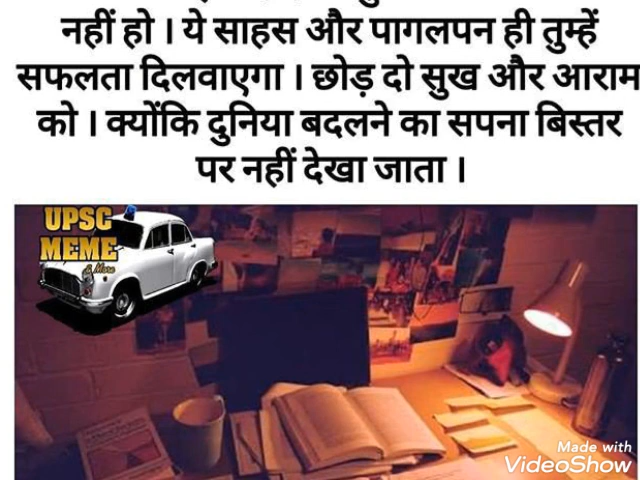 नहीं हो । ये साहस और पागलपन ही तुम्हें
सफलता दिलवाएगा । छोड़ दो सुख और आराम
को । क्योंकि दुनिया बदलने का सपना बिस्तर
पर नहीं देखा जाता ।
UPSC
MEME
& More
Made with
VideoShow